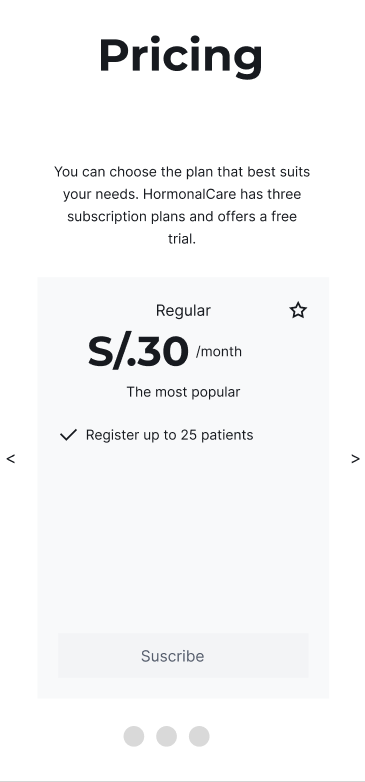 Pricing
You can choose the plan that best suits
your needs. HormonalCare has three
subscription plans and offers a free
trial.
Regular
S/.30 /month
The most popular
Register up to 25 patients
<
>
Suscribe